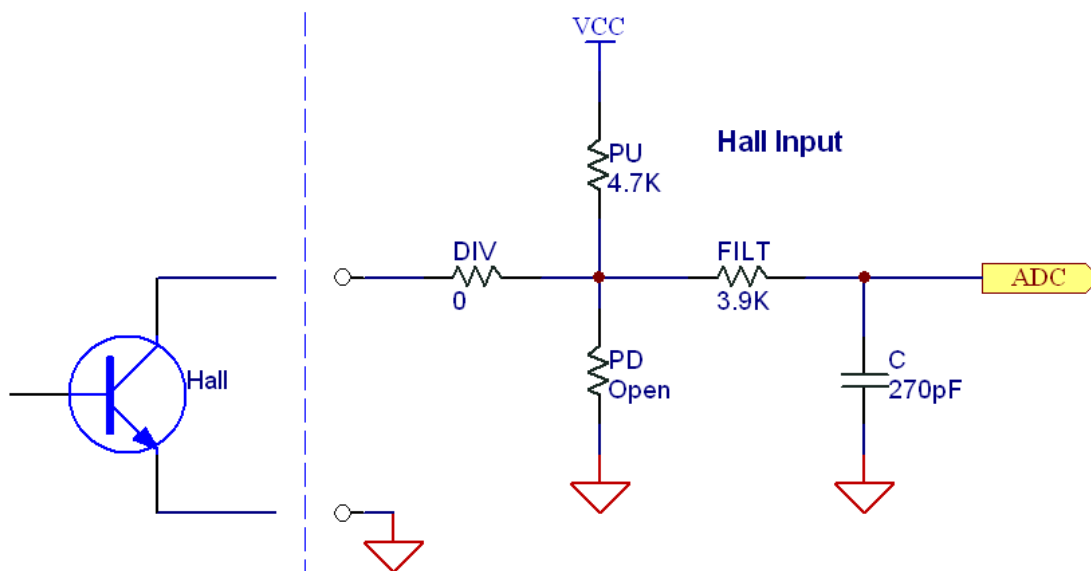 VCC
Hall Input
PU
4.7K
DIV
0
FILT
3.9K
ADC
Hall
PD
Open
C
270pF